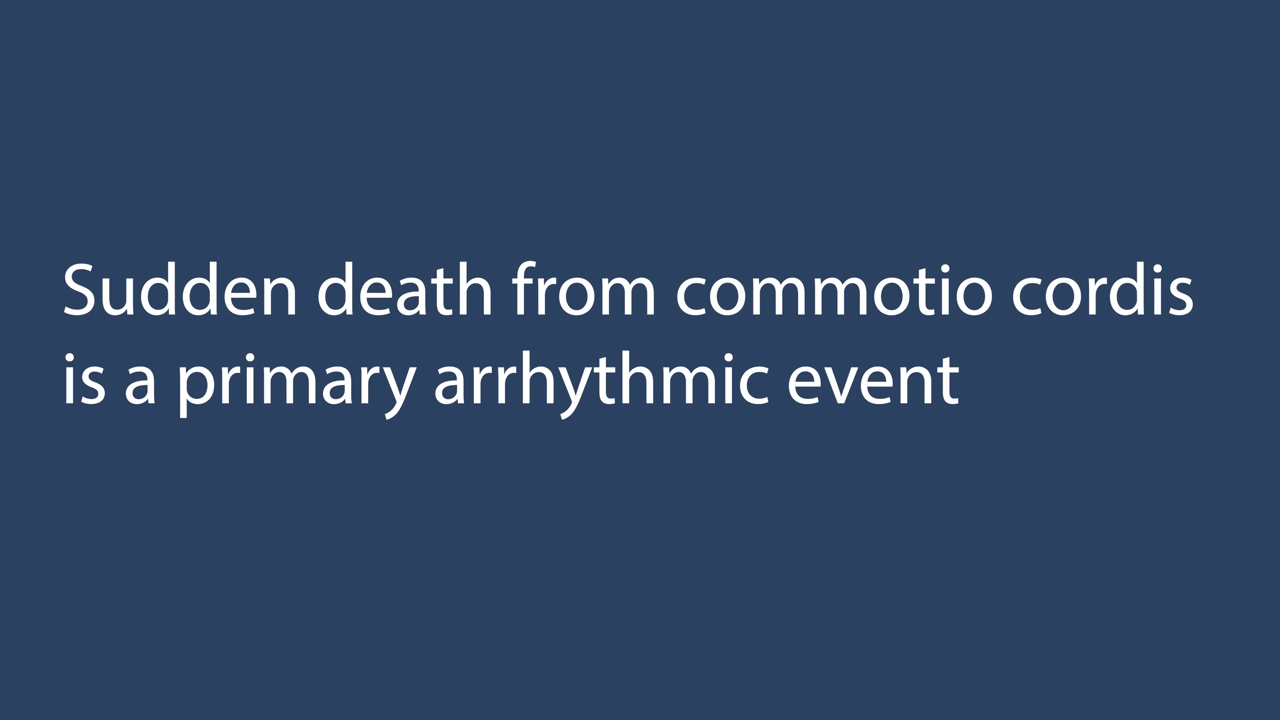 Sudden death from commotio cordis
is a primary arrhythmic event